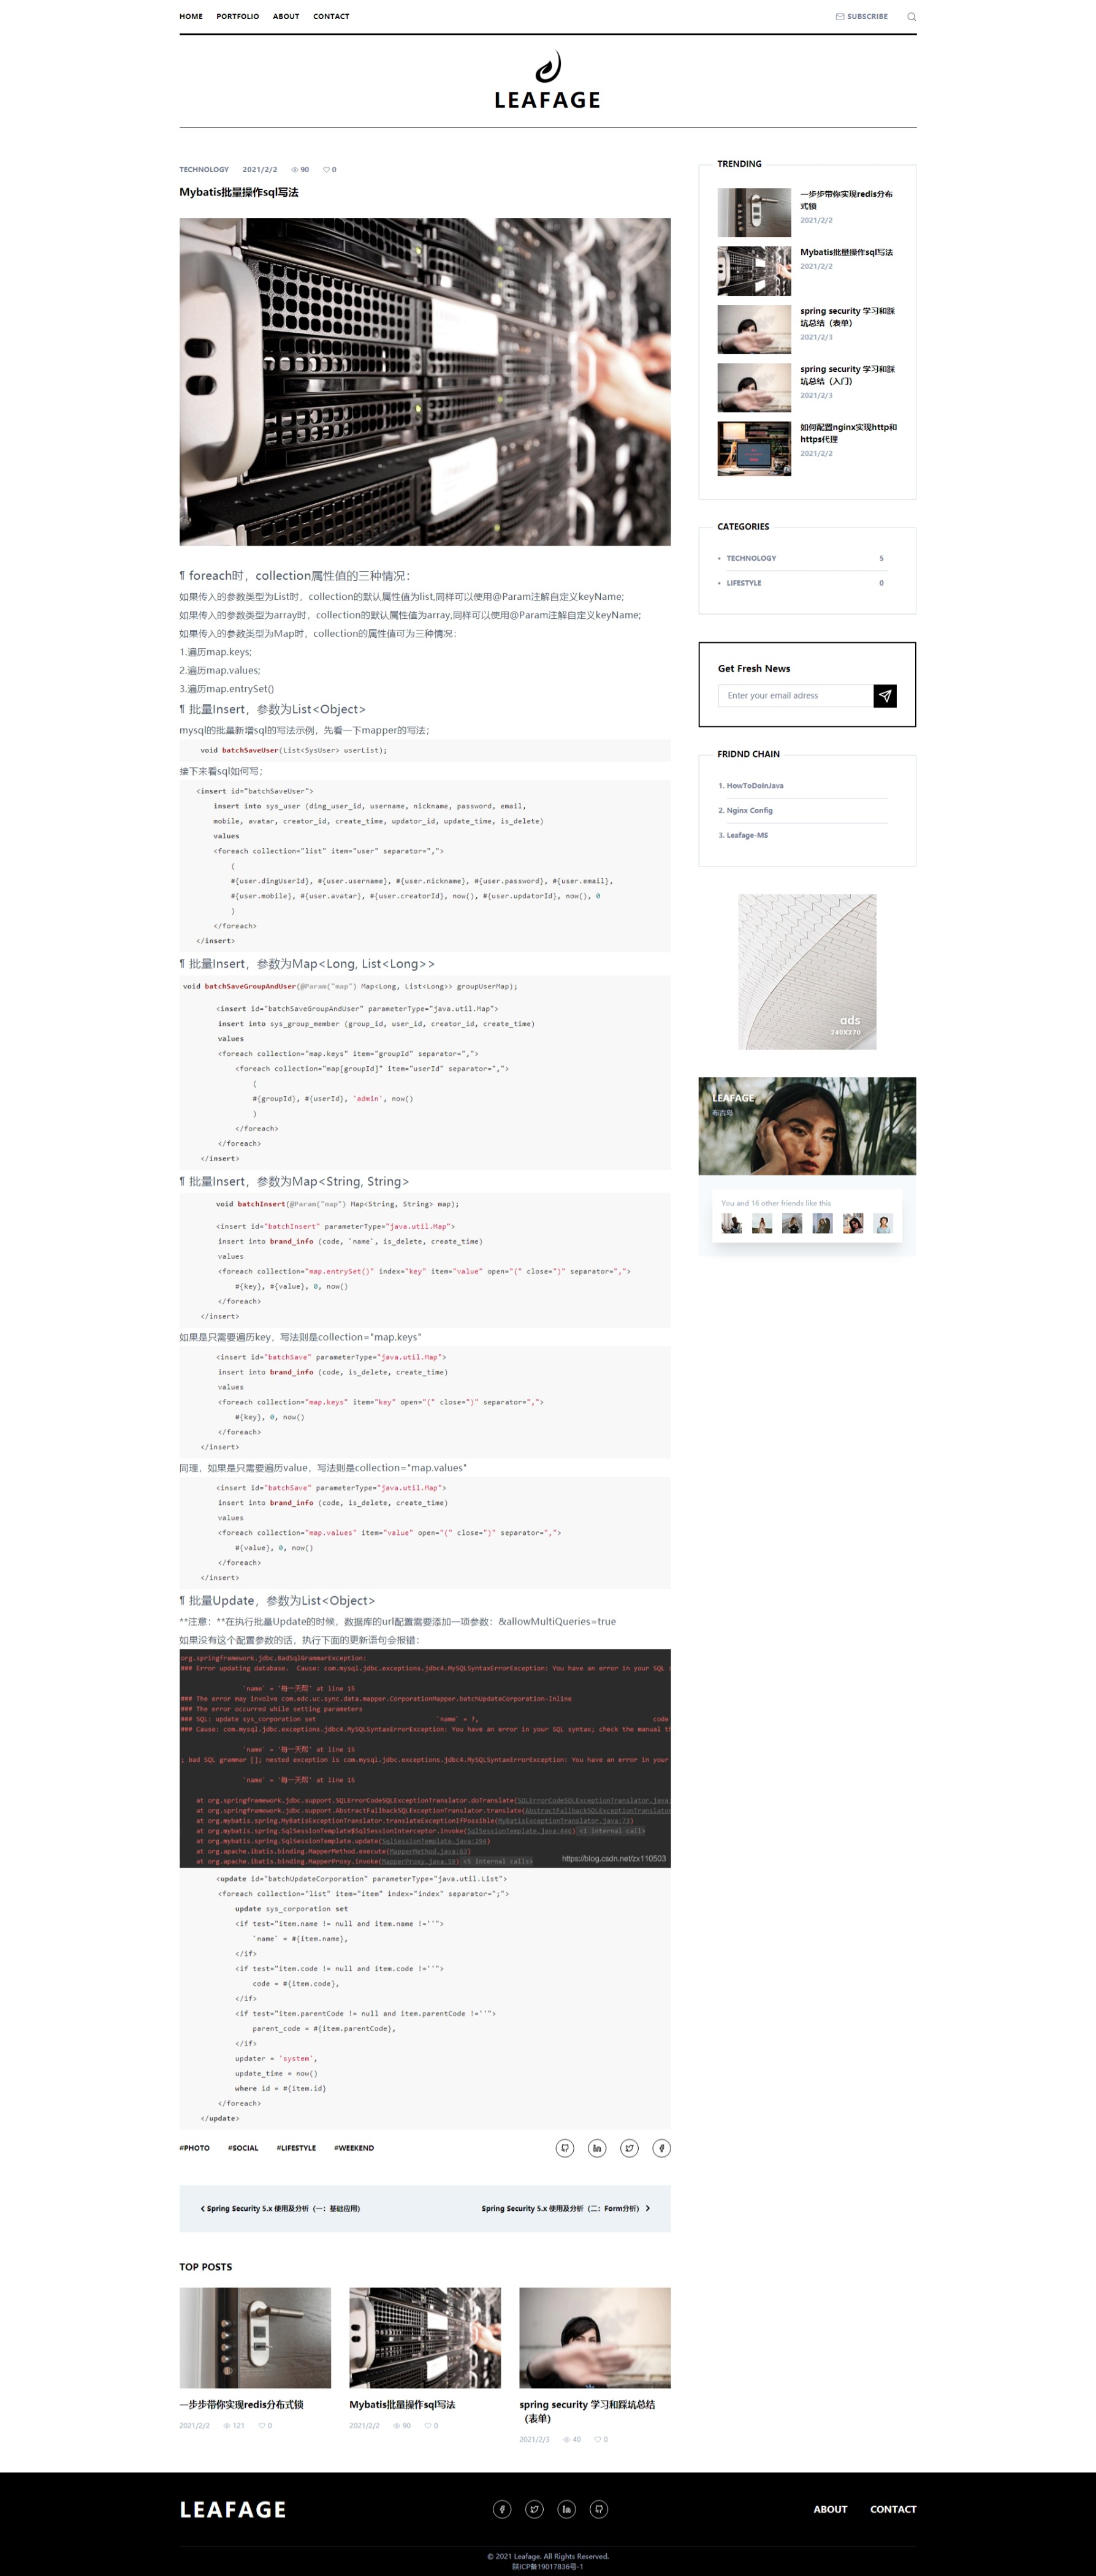 HOME PORTFOLIO ABOUT CONTACT SUBSCRIBE
LEAFAGE
TECHNOLOGY 2021/2/2 90 0
Mybatis批量操作sql写法
¶ foreach时，collection属性值的三种情况：
如果传入的参数类型为List时，collection的默认属性值为list,同样可以使用@Param注解自定义keyName;
如果传入的参数类型为array时，collection的默认属性值为array,同样可以使用@Param注解自定义keyName;
如果传入的参数类型为Map时，collection的属性值可为三种情况：
1.遍历map.keys;
2.遍历map.values;
3.遍历map.entrySet()
¶ 批量Insert，参数为List<Object>
mysql的批量新增sql的写法示例，先看一下mapper的写法；
void batchSaveUser(List<SysUser> userList);
接下来看sql如何写；
<insert id="batchSaveUser">
insert into sys_user (ding_user_id, username, nickname, password, email,
mobile, avatar, creator_id, create_time, updator_id, update_time, is_delete)
values
<foreach collection="list" item="user" separator=",">
(
#{user.dingUserId}, #{user.username}, #{user.nickname}, #{user.password}, #{user.email},
#{user.mobile}, #{user.avatar}, #{user.creatorId}, now(), #{user.updatorId}, now(), 0
)
</foreach>
</insert>
¶ 批量Insert，参数为Map<Long, List<Long>>
void batchSaveGroupAndUser(@Param("map") Map<Long, List<Long>> groupUserMap);
<insert id="batchSaveGroupAndUser" parameterType="java.util.Map">
insert into sys_group_member (group_id, user_id, creator_id, create_time)
values
<foreach collection="map.keys" item="groupId" separator=",">
<foreach collection="map[groupId]" item="userId" separator=",">
(
#{groupId}, #{userId}, 'admin', now()
)
</foreach>
</foreach>
</insert>
¶ 批量Insert，参数为Map<String, String>
void batchInsert(@Param("map") Map<String, String> map);
<insert id="batchInsert" parameterType="java.util.Map">
insert into brand_info (code, `name`, is_delete, create_time)
values
<foreach collection="map.entrySet()" index="key" item="value" open="(" close=")" separator=",">
#{key}, #{value}, 0, now()
</foreach>
</insert>
如果是只需要遍历key，写法则是collection="map.keys"
<insert id="batchSave" parameterType="java.util.Map">
insert into brand_info (code, is_delete, create_time)
values
<foreach collection="map.keys" item="key" open="(" close=")" separator=",">
#{key}, 0, now()
</foreach>
</insert>
同理，如果是只需要遍历value，写法则是collection="map.values"
<insert id="batchSave" parameterType="java.util.Map">
insert into brand_info (code, is_delete, create_time)
values
<foreach collection="map.values" item="value" open="(" close=")" separator=",">
#{value}, 0, now()
</foreach>
</insert>
¶ 批量Update，参数为List<Object>
**注意：**在执行批量Update的时候，数据库的url配置需要添加一项参数：&allowMultiQueries=true
如果没有这个配置参数的话，执行下面的更新语句会报错：
org.springframework.jdbc.BadSqlGrammarException:
### Error updating database. Cause: com.mysql.jdbc.exceptions.jdbc4.MySQLSyntaxErrorException: You have an error in your SQL s
`name` = '每一天帮' at line 15
### The error may involve com.edc.uc.sync.data.mapper.CorporationMapper.batchUpdateCorporation-Inline
### The error occurred while setting parameters
### SQL: update sys_corporation set `name` = ?, code
### Cause: com.mysql.jdbc.exceptions.jdbc4.MySQLSyntaxErrorException: You have an error in your SQL syntax; check the manual th
`name` = '每一天帮' at line 15
; bad SQL grammar []; nested exception is com.mysql.jdbc.exceptions.jdbc4.MySQLSyntaxErrorException: You have an error in your
`name` = '每一天帮' at line 15
at org.springframework.jdbc.support.SQLErrorCodeSQLExceptionTranslator.doTranslate(SQLErrorCodeSQLExceptionTranslator.java:
at org.springframework.jdbc.support.AbstractFallbackSQLExceptionTranslator.translate(AbstractFallbackSQLExceptionTranslator
at org.mybatis.spring.MyBatisExceptionTranslator.translateExceptionIfPossible(MyBatisExceptionTranslator.java:73)
at org.mybatis.spring.SqlSessionTemplate$SqlSessionInterceptor.invoke(SqlSessionTemplate.java:446) <1 internal call>
at org.mybatis.spring.SqlSessionTemplate.update(SqlSessionTemplate.java:294)
at org.apache.ibatis.binding.MapperMethod.execute(MapperMethod.java:63)
at org.apache.ibatis.binding.MapperProxy.invoke(MapperProxy.java:59) <5 internal calls>
https://blog.csdn.net/zx110503
<update id="batchUpdateCorporation" parameterType="java.util.List">
<foreach collection="list" item="item" index="index" separator=";">
update sys_corporation set
<if test="item.name != null and item.name !=''">
`name` = #{item.name},
</if>
<if test="item.code != null and item.code !=''">
code = #{item.code},
</if>
<if test="item.parentCode != null and item.parentCode !=''">
parent_code = #{item.parentCode},
</if>
updater = 'system',
update_time = now()
where id = #{item.id}
</foreach>
</update>
#PHOTO #SOCIAL #LIFESTYLE #WEEKEND
Spring Security 5.x 使用及分析（一：基础应用）
Spring Security 5.x 使用及分析（二：Form分析）
TOP POSTS
一步步带你实现redis分布式锁
2021/2/2 121 0
Mybatis批量操作sql写法
2021/2/2 90 0
spring security 学习和踩坑总结
（表单）
2021/2/3 40 0
TRENDING
一步步带你实现redis分布
式锁
2021/2/2
Mybatis批量操作sql写法
2021/2/2
spring security 学习和踩
坑总结（表单）
2021/2/3
spring security 学习和踩
坑总结（入门）
2021/2/3
如何配置nginx实现http和
https代理
2021/2/2
CATEGORIES
• TECHNOLOGY 5
• LIFESTYLE 0
Get Fresh News
Enter your email adress
FRIDND CHAIN
1. HowToDoInJava
2. Nginx Config
3. Leafage-MS
ads
240X270
LEAFAGE
布吉岛
You and 16 other friends like this
LEAFAGE
ABOUT CONTACT
© 2021 Leafage. All Rights Reserved.
陕ICP备19017836号-1